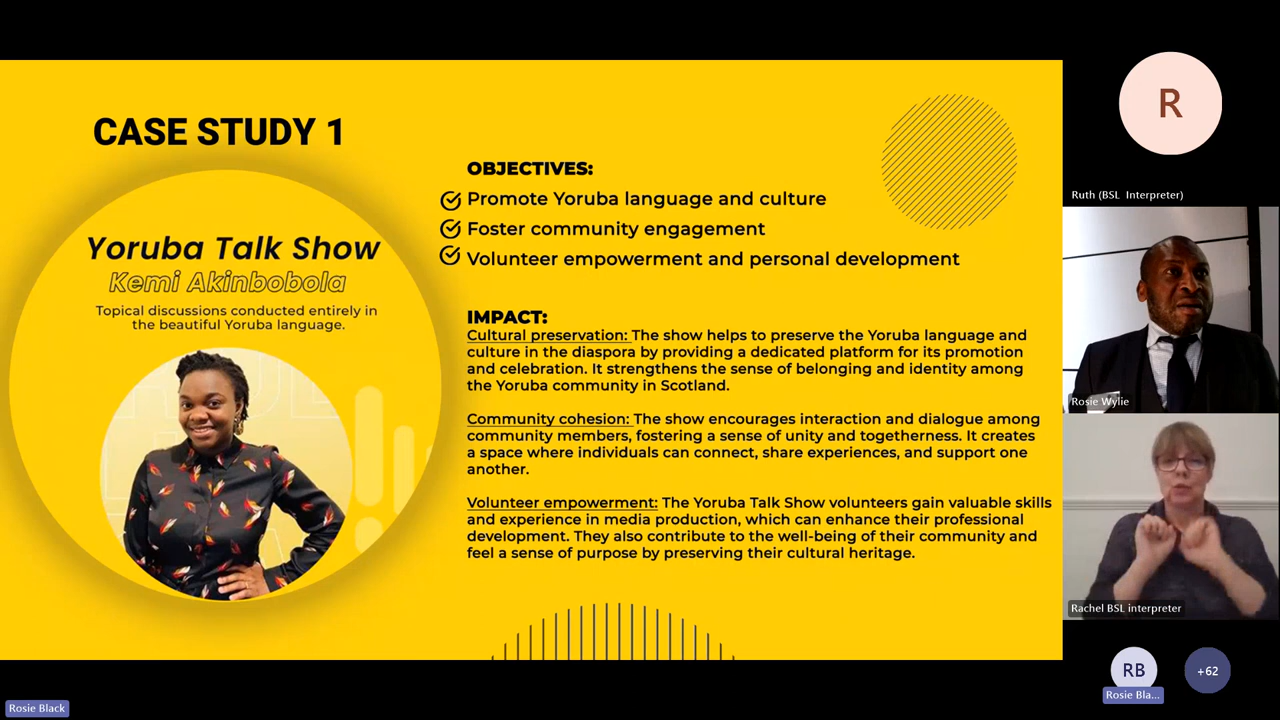 CASE STUDY 1
Yoruba Talk Show
Kemi Akinbobola
Topical discussions conducted entirely in
the beautiful Yoruba language.
OBJECTIVES:
Promote Yoruba language and culture
Foster community engagement
Volunteer empowerment and personal development
IMPACT:
Cultural preservation: The show helps to preserve the Yoruba language and
culture in the diaspora by providing a dedicated platform for its promotion
and celebration. It strengthens the sense of belonging and identity among
the Yoruba community in Scotland.
Community cohesion: The show encourages interaction and dialogue among
community members, fostering a sense of unity and togetherness. It creates
a space where individuals can connect, share experiences, and support one
another.
Volunteer empowerment: The Yoruba Talk Show volunteers gain valuable skills
and experience in media production, which can enhance their professional
development. They also contribute to the well-being of their community and
feel a sense of purpose by preserving their cultural heritage.
R
Ruth (BSL Interpreter)
Rosie Wylie
Rachel BSL interpreter
RB
Rosie Bla...
+62
Rosie Black